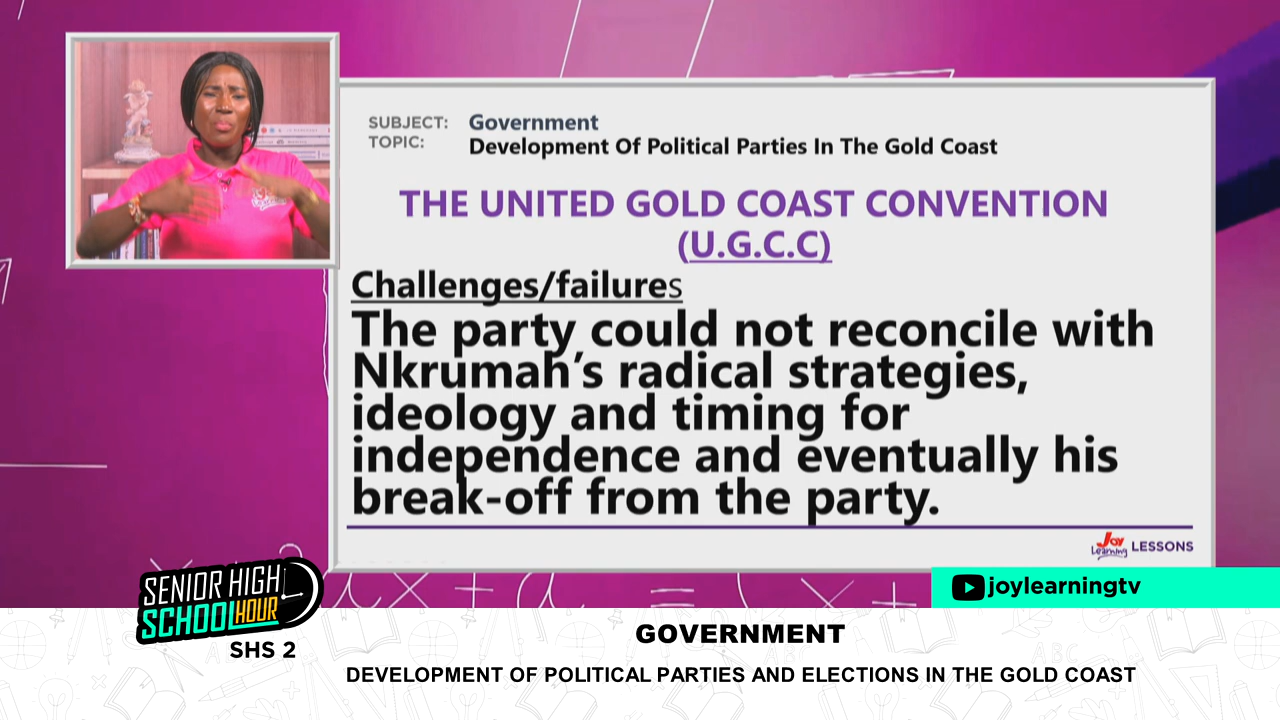 SUBJECT: Government
TOPIC: Development Of Political Parties In The Gold Coast
THE UNITED GOLD COAST CONVENTION
(U.G.C.C)
Challenges/failures
The party could not reconcile with
Nkrumah’s radical strategies,
ideology and timing for
independence and eventually his
break-off from the party.
Joy Learning LESSONS
joylearningtv
SENIOR HIGH
SCHOOL HOUR
SHS 2
GOVERNMENT
DEVELOPMENT OF POLITICAL PARTIES AND ELECTIONS IN THE GOLD COAST